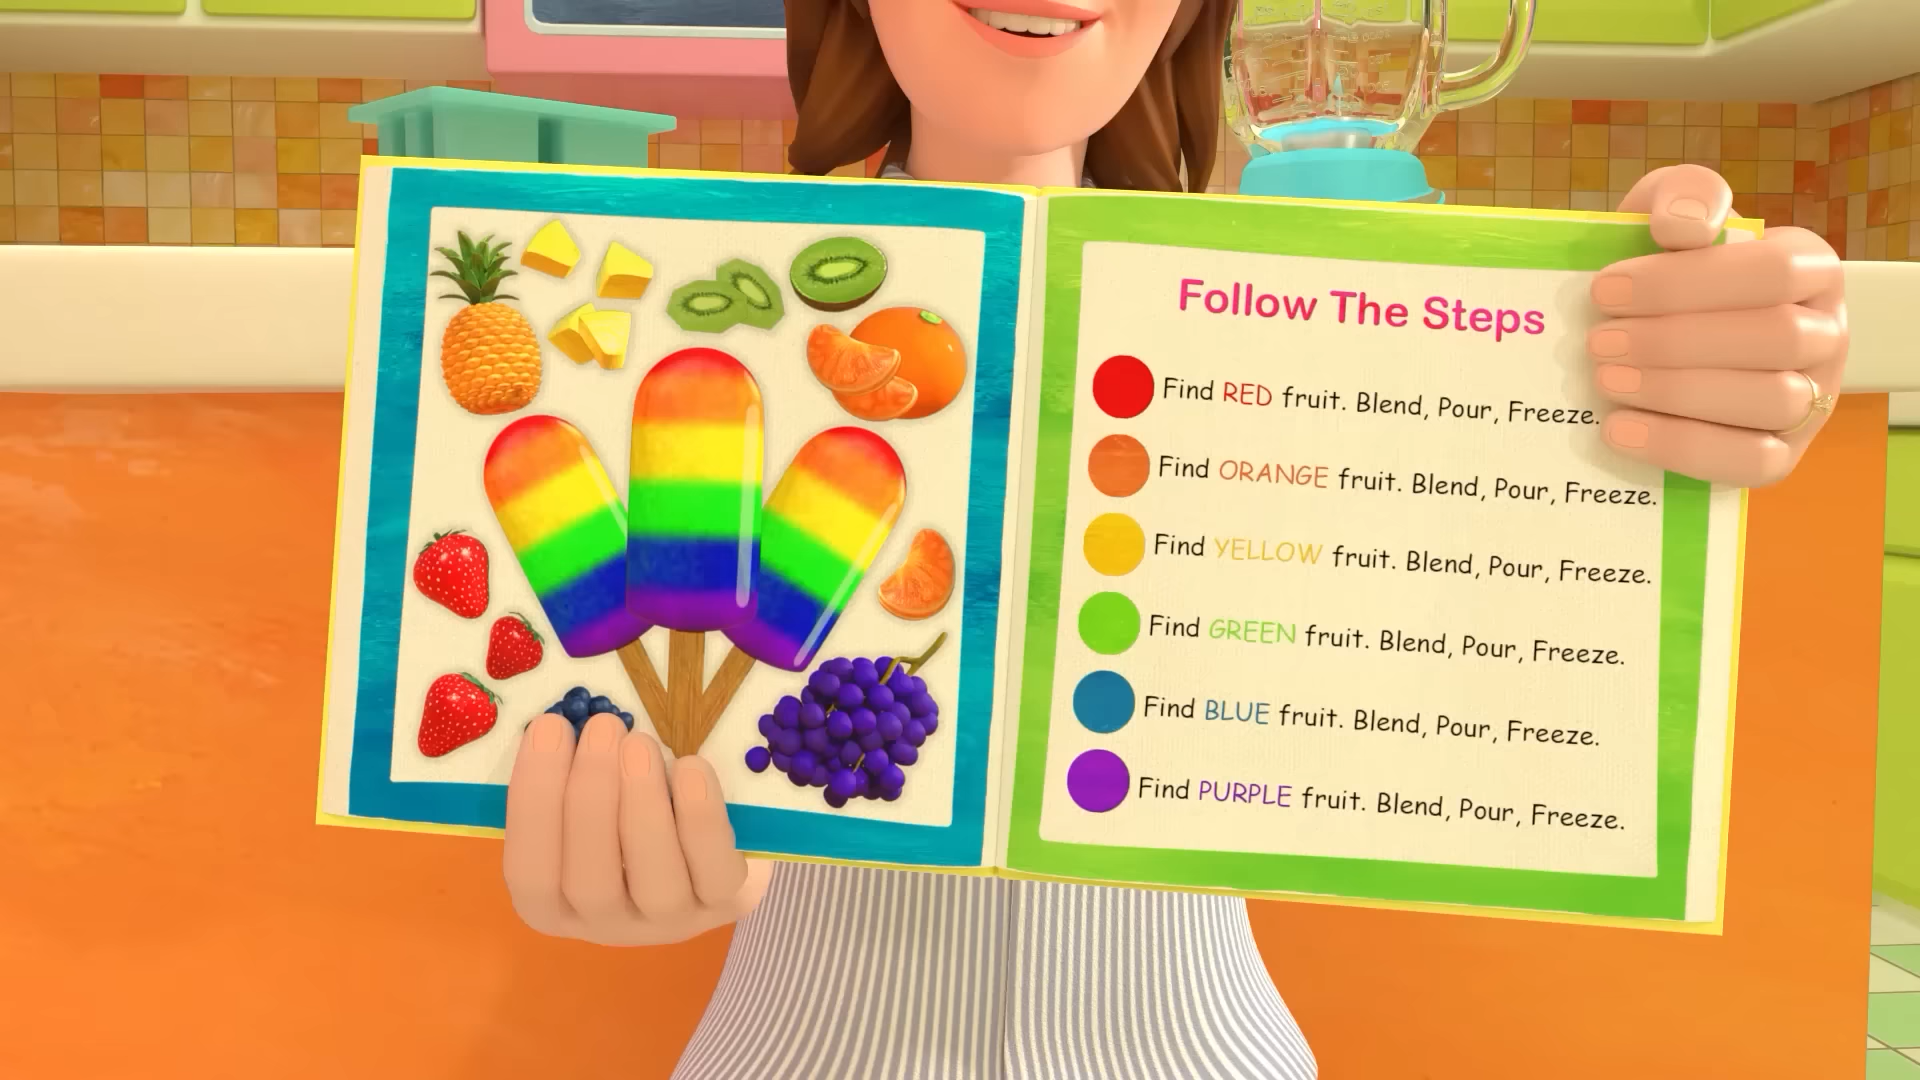 Follow The Steps
Find RED fruit. Blend, Pour, Freeze.
Find ORANGE fruit. Blend, Pour, Freeze.
Find YELLOW fruit. Blend, Pour, Freeze.
Find GREEN fruit. Blend, Pour, Freeze.
Find BLUE fruit. Blend, Pour, Freeze.
Find PURPLE fruit. Blend, Pour, Freeze.